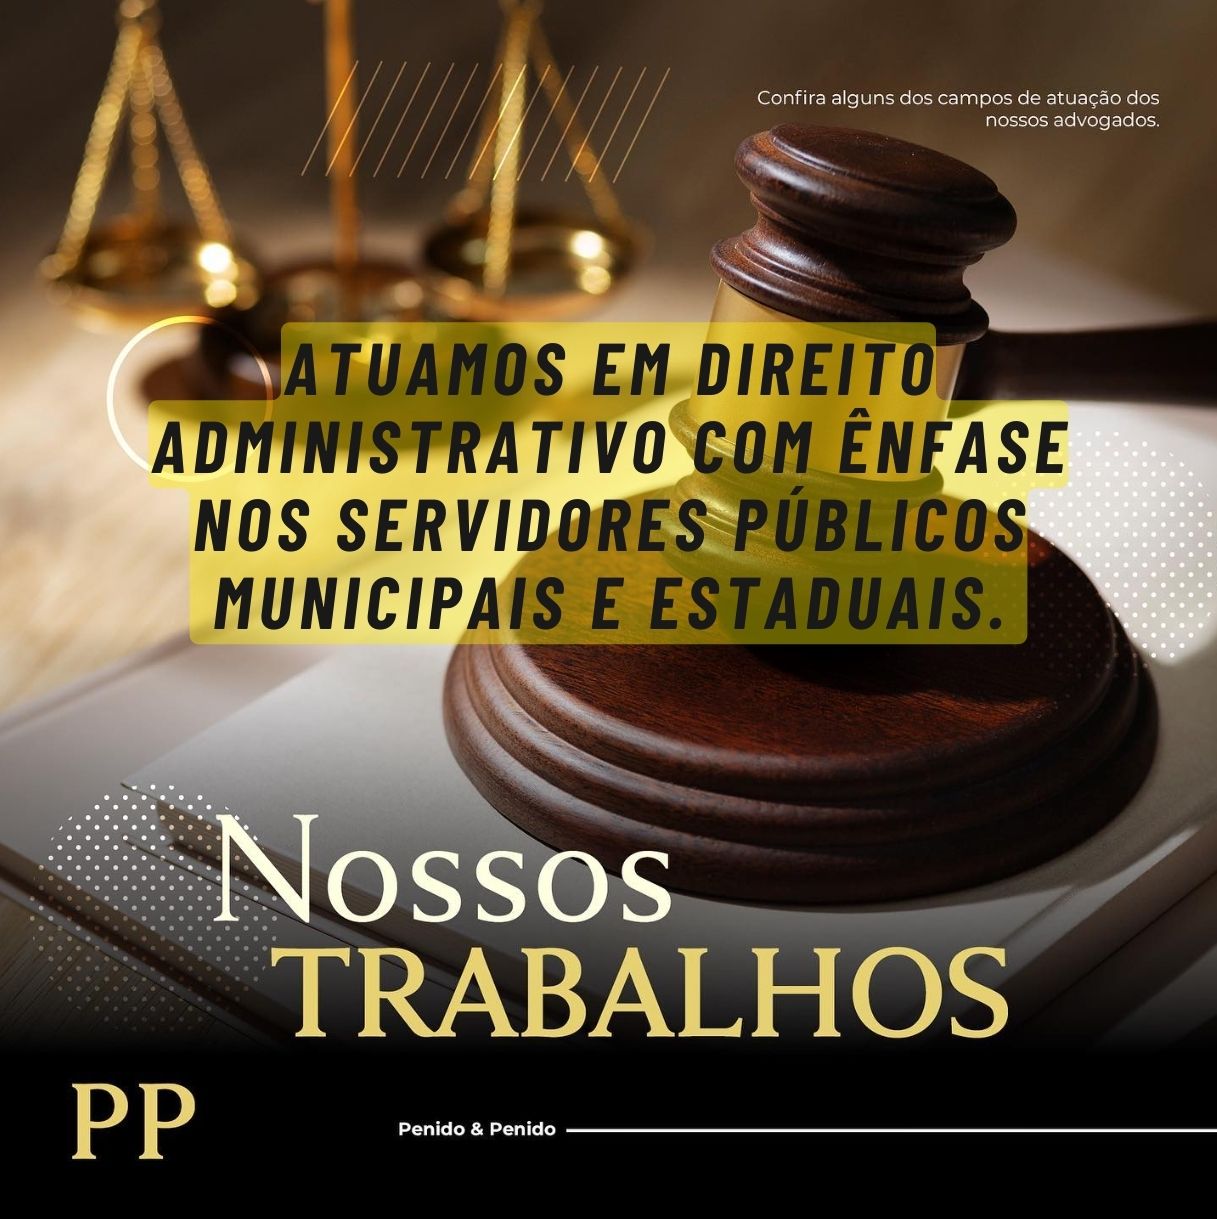 Confira alguns dos campos de atuação dos
nossos advogados.
ATUAMOS EM DIREITO
ADMINISTRATIVO COM ÊNFASE
NOS SERVIDORES PÚBLICOS
MUNICIPAIS E ESTADUAIS.
Nossos
TRABALHOS
PP
Penido & Penido